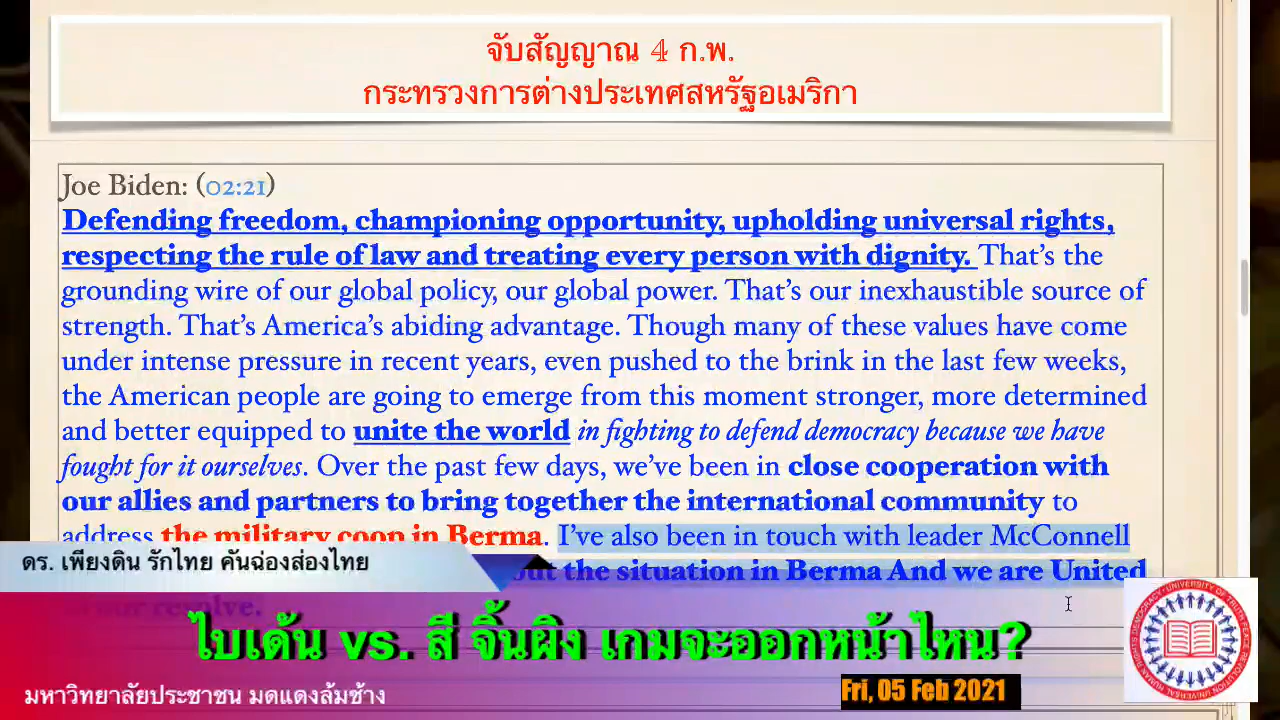 จับสัญญาณ 4 ก.พ.
กระทรวงการต่างประเทศสหรัฐอเมริกา
Joe Biden: (02:21)
Defending freedom, championing opportunity, upholding universal rights,
respecting the rule of law and treating every person with dignity. That's the
grounding wire of our global policy, our global power. That's our inexhaustible source of
strength. That's America's abiding advantage. Though many of these values have come
under intense pressure in recent years, even pushed to the brink in the last few weeks,
the American people are going to emerge from this moment stronger, more determined
and better equipped to unite the world in fighting to defend democracy because we have
fought for it ourselves. Over the past few days, we've been in close cooperation with
our allies and partners to bring together the international community to
address the military coop in Berma. I've also been in touch with leader McConnell
the situation in Berma And we are United
resolve.
ดร. เพียงดิน รักไทย คันฉ่องส่องไทย
ไบเด้น vs. สี จิ้นผิง เกมจะออกหน้าไหน?
มหาวิทยาลัยประชาชน มดแดงล้มช้าง
Fri, 05 Feb 2021